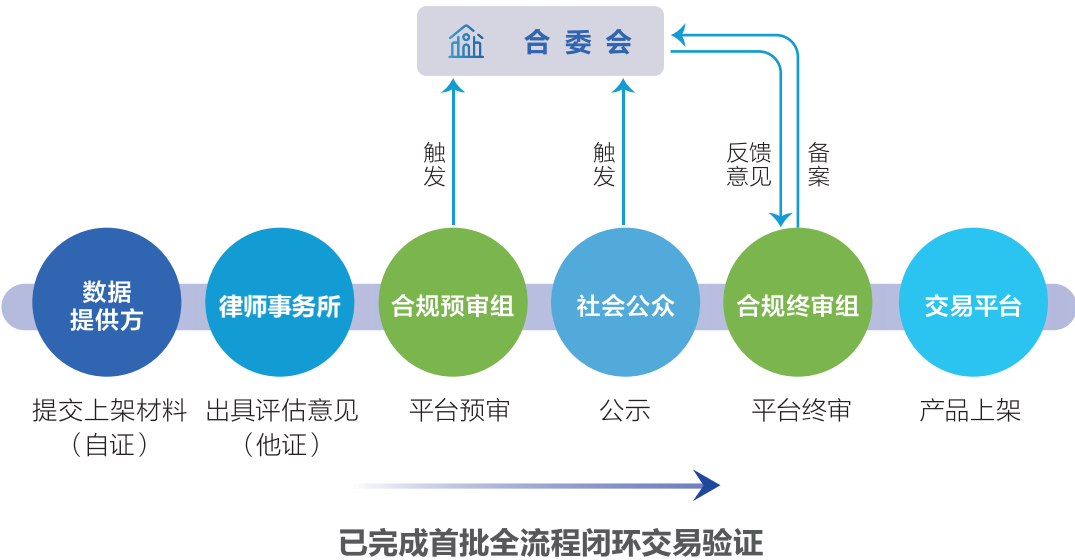 合委会
触
发
触
发
反馈
意见
备
案
数据
提供方
律师事务所
合规预审组
社会公众
合规终审组
交易平台
提交上架材料
（自证）
出具评估意见
（他证）
平台预审
公示
平台终审
产品上架
已完成首批全流程闭环交易验证